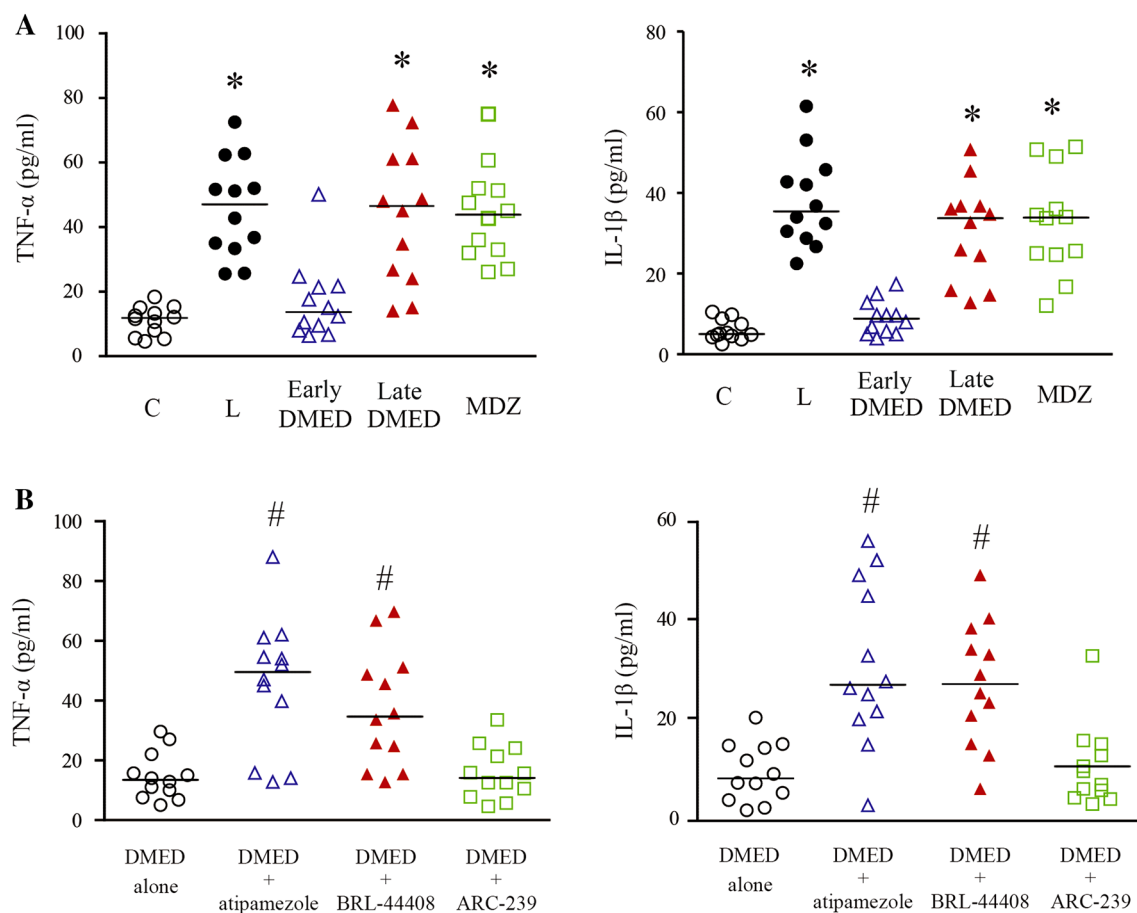 A
TNF-α (pg/ml)
100
80
60
40
20
0
*
*
*
C
L
Early
DMED
Late
DMED
MDZ
IL-1β (pg/ml)
80
60
40
20
0
*
*
*
C
L
Early
DMED
Late
DMED
MDZ
B
TNF-α (pg/ml)
100
80
60
40
20
0
#
#
DMED
alone
DMED
+
atipamezole
DMED
+
BRL-44408
DMED
+
ARC-239
IL-1β (pg/ml)
60
40
20
0
#
#
DMED
alone
DMED
+
atipamezole
DMED
+
BRL-44408
DMED
+
ARC-239